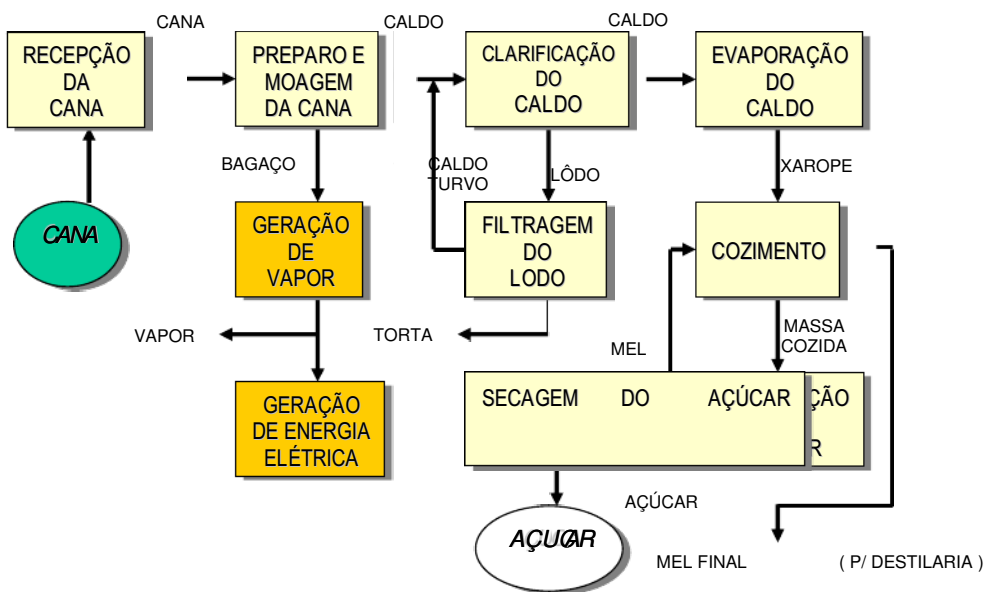 CANA
CALDO
CALDO
RECEPÇÃO
DA
CANA
PREPARO E
MOAGEM
DA CANA
CLARIFICAÇÃO
DO
CALDO
EVAPORAÇÃO
DO
CALDO
BAGAÇO
CALDO
TURVO
LÔDO
XAROPE
CANA
GERAÇÃO
DE
VAPOR
FILTRAGEM
DO
LODO
COZIMENTO
VAPOR
TORTA
MEL
MASSA
COZIDA
GERAÇÃO
DE ENERGIA
ELÉTRICA
SECAGEM DO AÇÚCAR
AÇÚCAR
AÇUCAR
MEL FINAL
( P/ DESTILARIA )